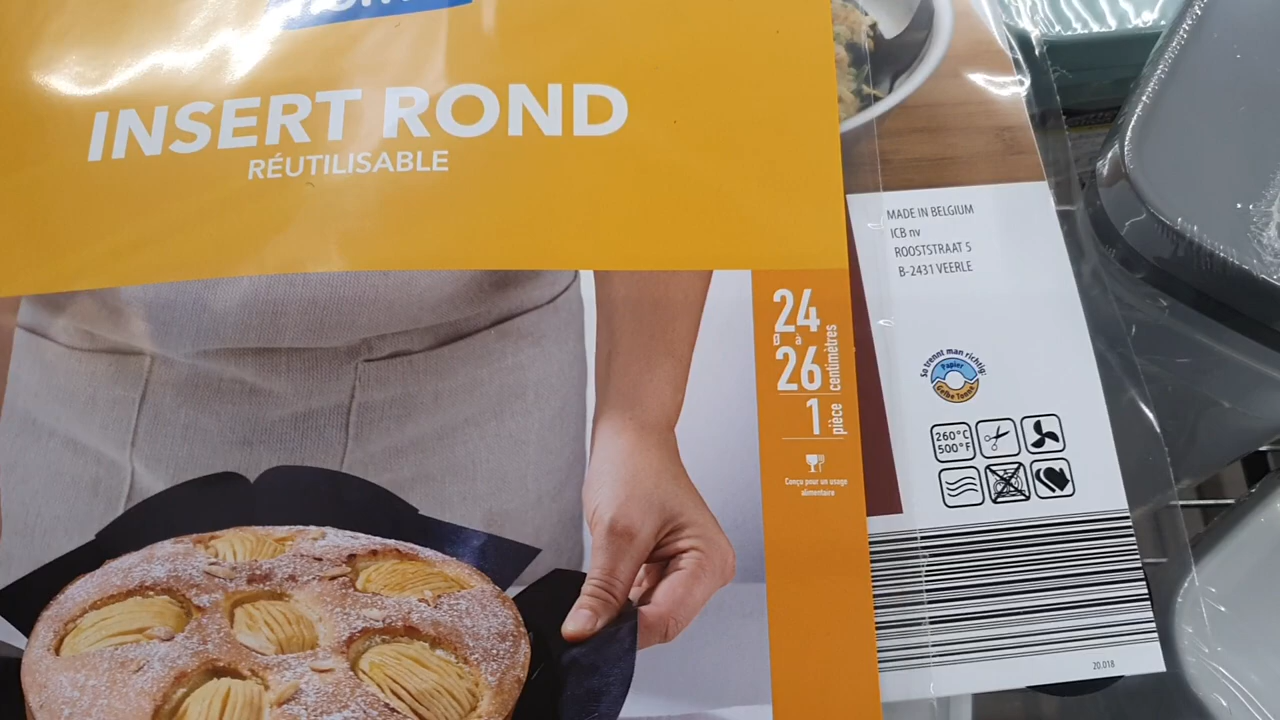 INSERT ROND
RÉUTILISABLE
24
Ø à
26
centimètres
1
pièce
Conçu pour un usage
alimentaire
MADE IN BELGIUM
ICB nv
ROOSTSTRAAT 5
B-2431 VEERLE
So trennt man richtig:
Papier
Gelbe Tonne
260°C
500°F
20.018